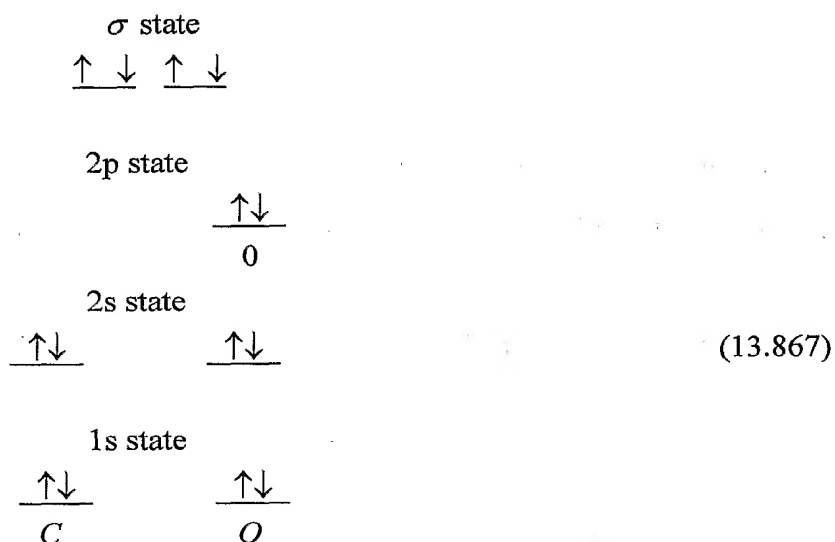 σ state
↑ ↓ ↑ ↓
2p state
↑↓
0
2s state
↑↓ ↑↓ (13.867)
1s state
↑↓ ↑↓
C O